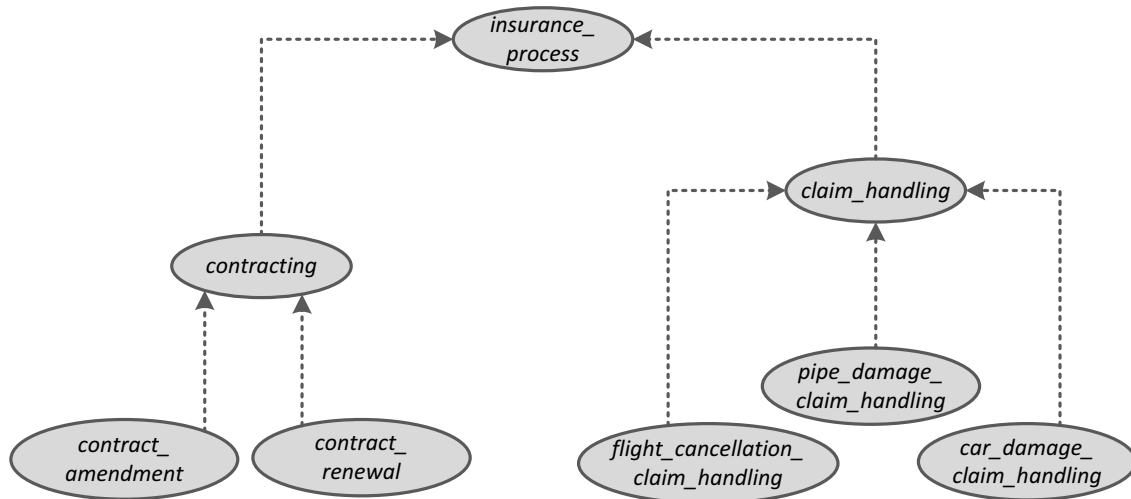 insurance_
process
claim_handling
contracting
pipe_damage_
claim_handling
contract_
amendment
contract_
renewal
flight_cancellation_
claim_handling
car_damage_
claim_handling